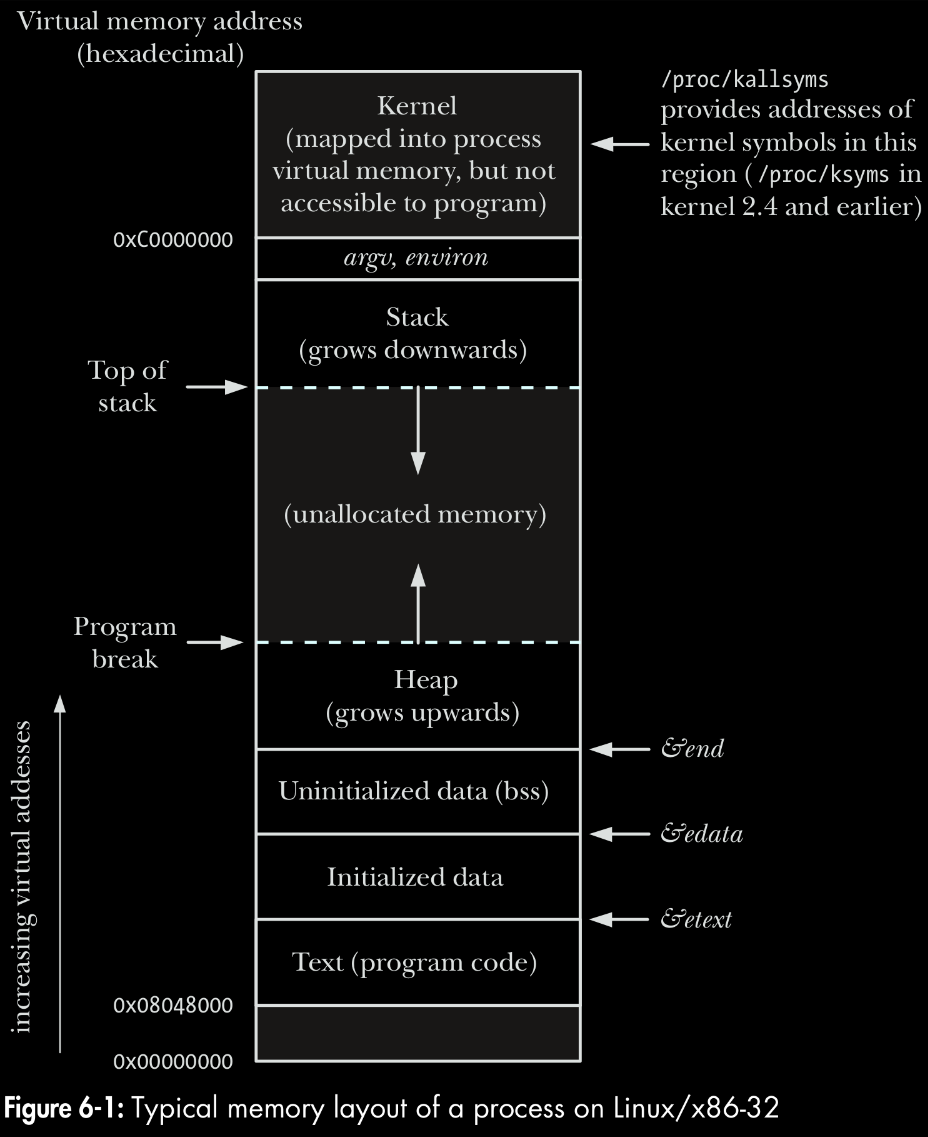 Virtual memory address
(hexadecimal)
Kernel
(mapped into process
virtual memory, but not
accessible to program)
/proc/kallsyms
provides addresses of
kernel symbols in this
region (/proc/ksyms in
kernel 2.4 and earlier)
0xC0000000
argv, environ
Stack
(grows downwards)
Top of
stack
(unallocated memory)
Program
break
Heap
(grows upwards)
&end
Uninitialized data (bss)
&edata
Initialized data
&etext
Text (program code)
0x08048000
0x00000000
increasing virtual addesses
Figure 6-1: Typical memory layout of a process on Linux/x86-32